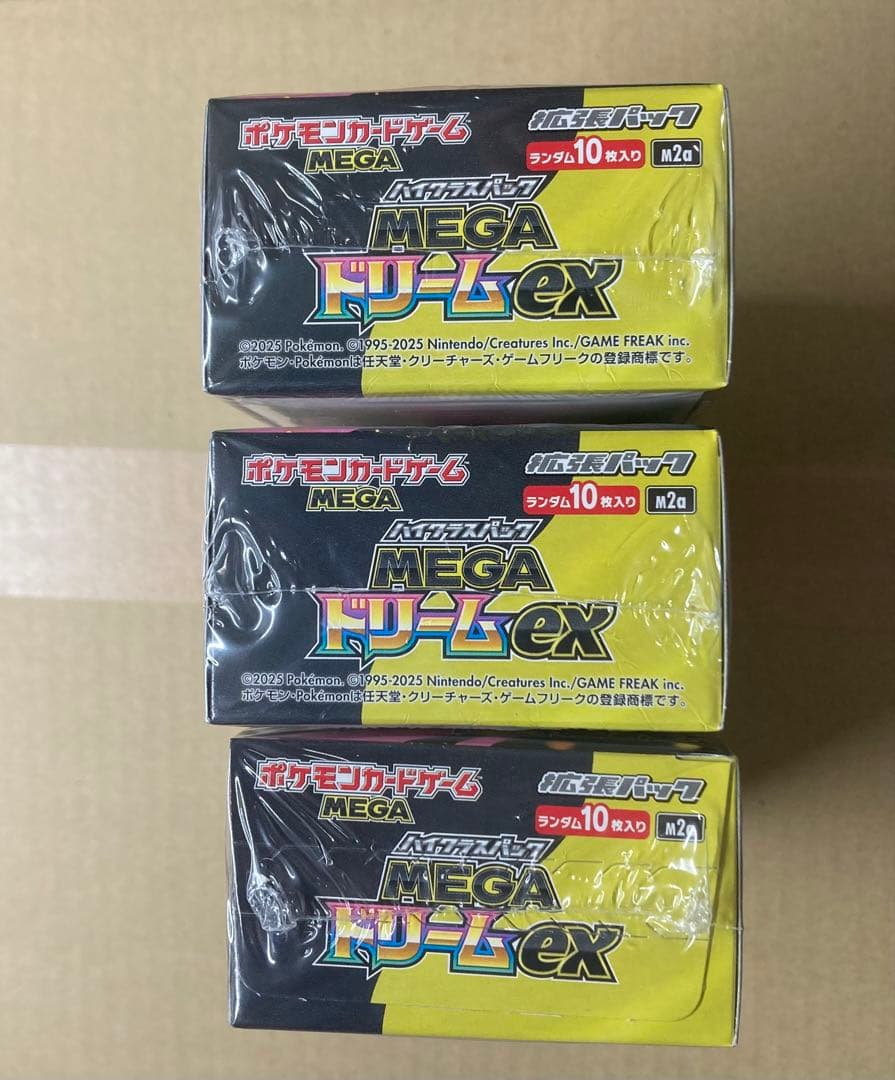 ポケモンカードゲーム
MEGA
拡張パック
ランダム10枚入り
M2a
ハイクラスパック
MEGA
ドリームex
©2025 Pokémon. ©1995-2025 Nintendo/Creatures Inc./GAME FREAK inc.
ポケモン・Pokémonは任天堂・クリーチャーズ・ゲームフリークの登録商標です。
ポケモンカードゲーム
MEGA
拡張パック
ランダム10枚入り
M2a
ハイクラスパック
MEGA
ドリームex
©2025 Pokémon. ©1995-2025 Nintendo/Creatures Inc./GAME FREAK inc.
ポケモン・Pokémonは任天堂・クリーチャーズ・ゲームフリークの登録商標です。
ポケモンカードゲーム
MEGA
拡張パック
ランダム10枚入り
M2a
ハイクラスパック
MEGA
ドリームex